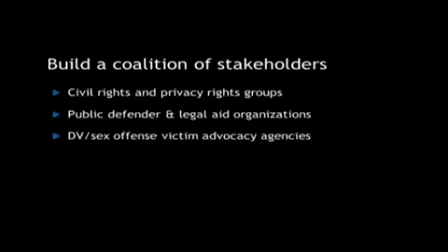 Build a coalition of stakeholders
Civil rights and privacy rights groups
Public defender & legal aid organizations
DV/sex offense victim advocacy agencies